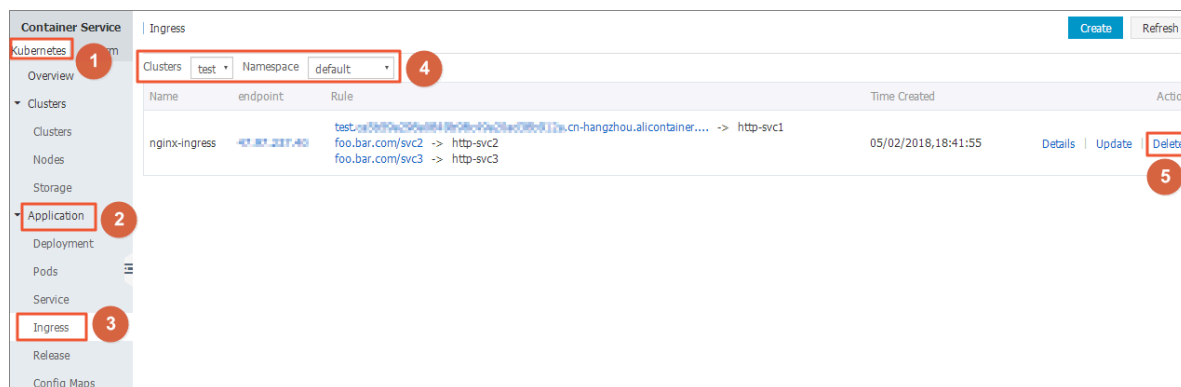 Container Service
Ingress
Create
Refresh
Kubernetes
1
Clusters test Namespace default
4
Overview
Name endpoint Rule Time Created
Clusters
test. .cn-hangzhou.alicontainer.... -> http-svc1
Clusters
nginx-ingress foo.bar.com/svc2 -> http-svc2 05/02/2018,18:41:55 Details Update Delete
foo.bar.com/svc3 -> http-svc3
Nodes
5
Storage
Application
2
Deployment
Pods
Service
Ingress
3
Release
Config Maps